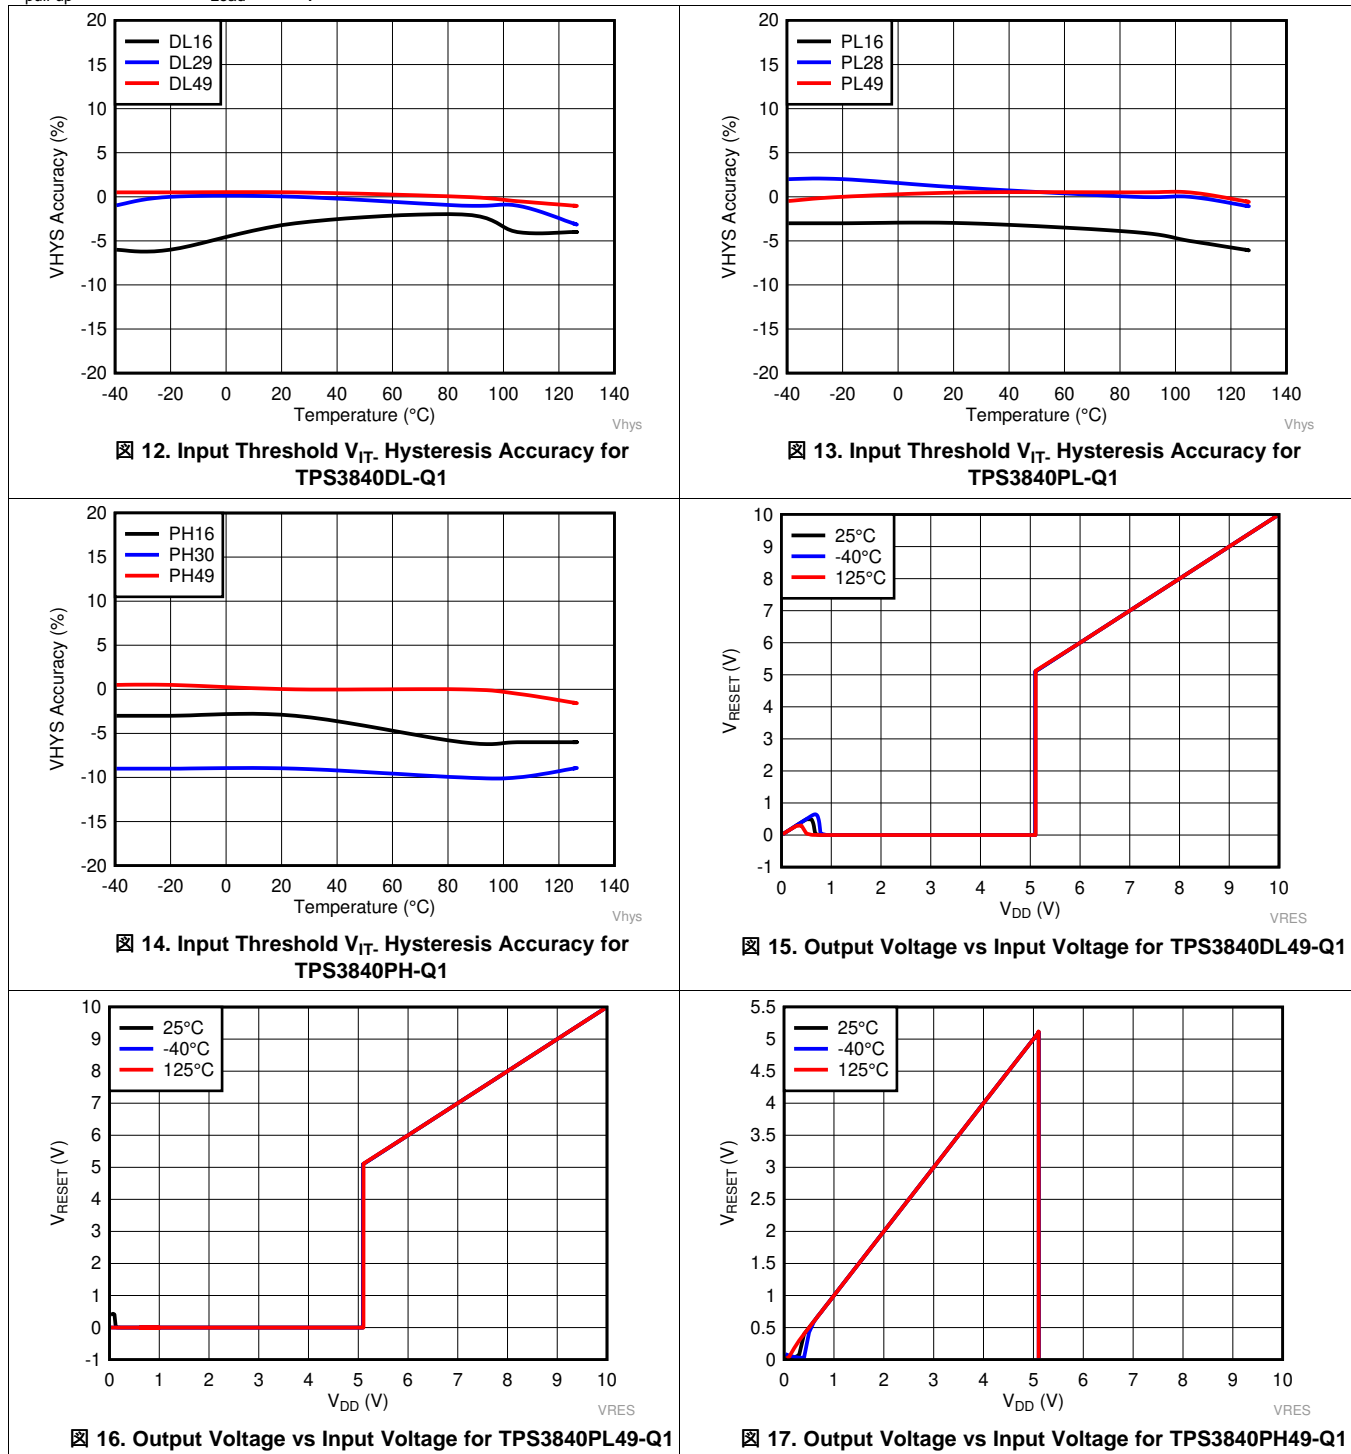 DL16
DL29
DL49
20
15
10
5
0
-5
-10
-15
-20
VHYS Accuracy (%)
-40 -20 0 20 40 60 80 100 120 140
Temperature (°C)
Vhys
図 12. Input Threshold VIT- Hysteresis Accuracy for
TPS3840DL-Q1
PL16
PL28
PL49
20
15
10
5
0
-5
-10
-15
-20
VHYS Accuracy (%)
-40 -20 0 20 40 60 80 100 120 140
Temperature (°C)
Vhys
図 13. Input Threshold VIT- Hysteresis Accuracy for
TPS3840PL-Q1
PH16
PH30
PH49
20
15
10
5
0
-5
-10
-15
-20
VHYS Accuracy (%)
-40 -20 0 20 40 60 80 100 120 140
Temperature (°C)
Vhys
図 14. Input Threshold VIT- Hysteresis Accuracy for
TPS3840PH-Q1
25°C
-40°C
125°C
10
9
8
7
6
5
4
3
2
1
0
-1
VRESET (V)
0 1 2 3 4 5 6 7 8 9 10
VDD (V)
VRES
図 15. Output Voltage vs Input Voltage for TPS3840DL49-Q1
25°C
-40°C
125°C
10
9
8
7
6
5
4
3
2
1
0
-1
VRESET (V)
0 1 2 3 4 5 6 7 8 9 10
VDD (V)
VRES
図 16. Output Voltage vs Input Voltage for TPS3840PL49-Q1
25°C
-40°C
125°C
5.5
5
4.5
4
3.5
3
2.5
2
1.5
1
0.5
0
VRESET (V)
0 1 2 3 4 5 6 7 8 9 10
VDD (V)
VRES
図 17. Output Voltage vs Input Voltage for TPS3840PH49-Q1